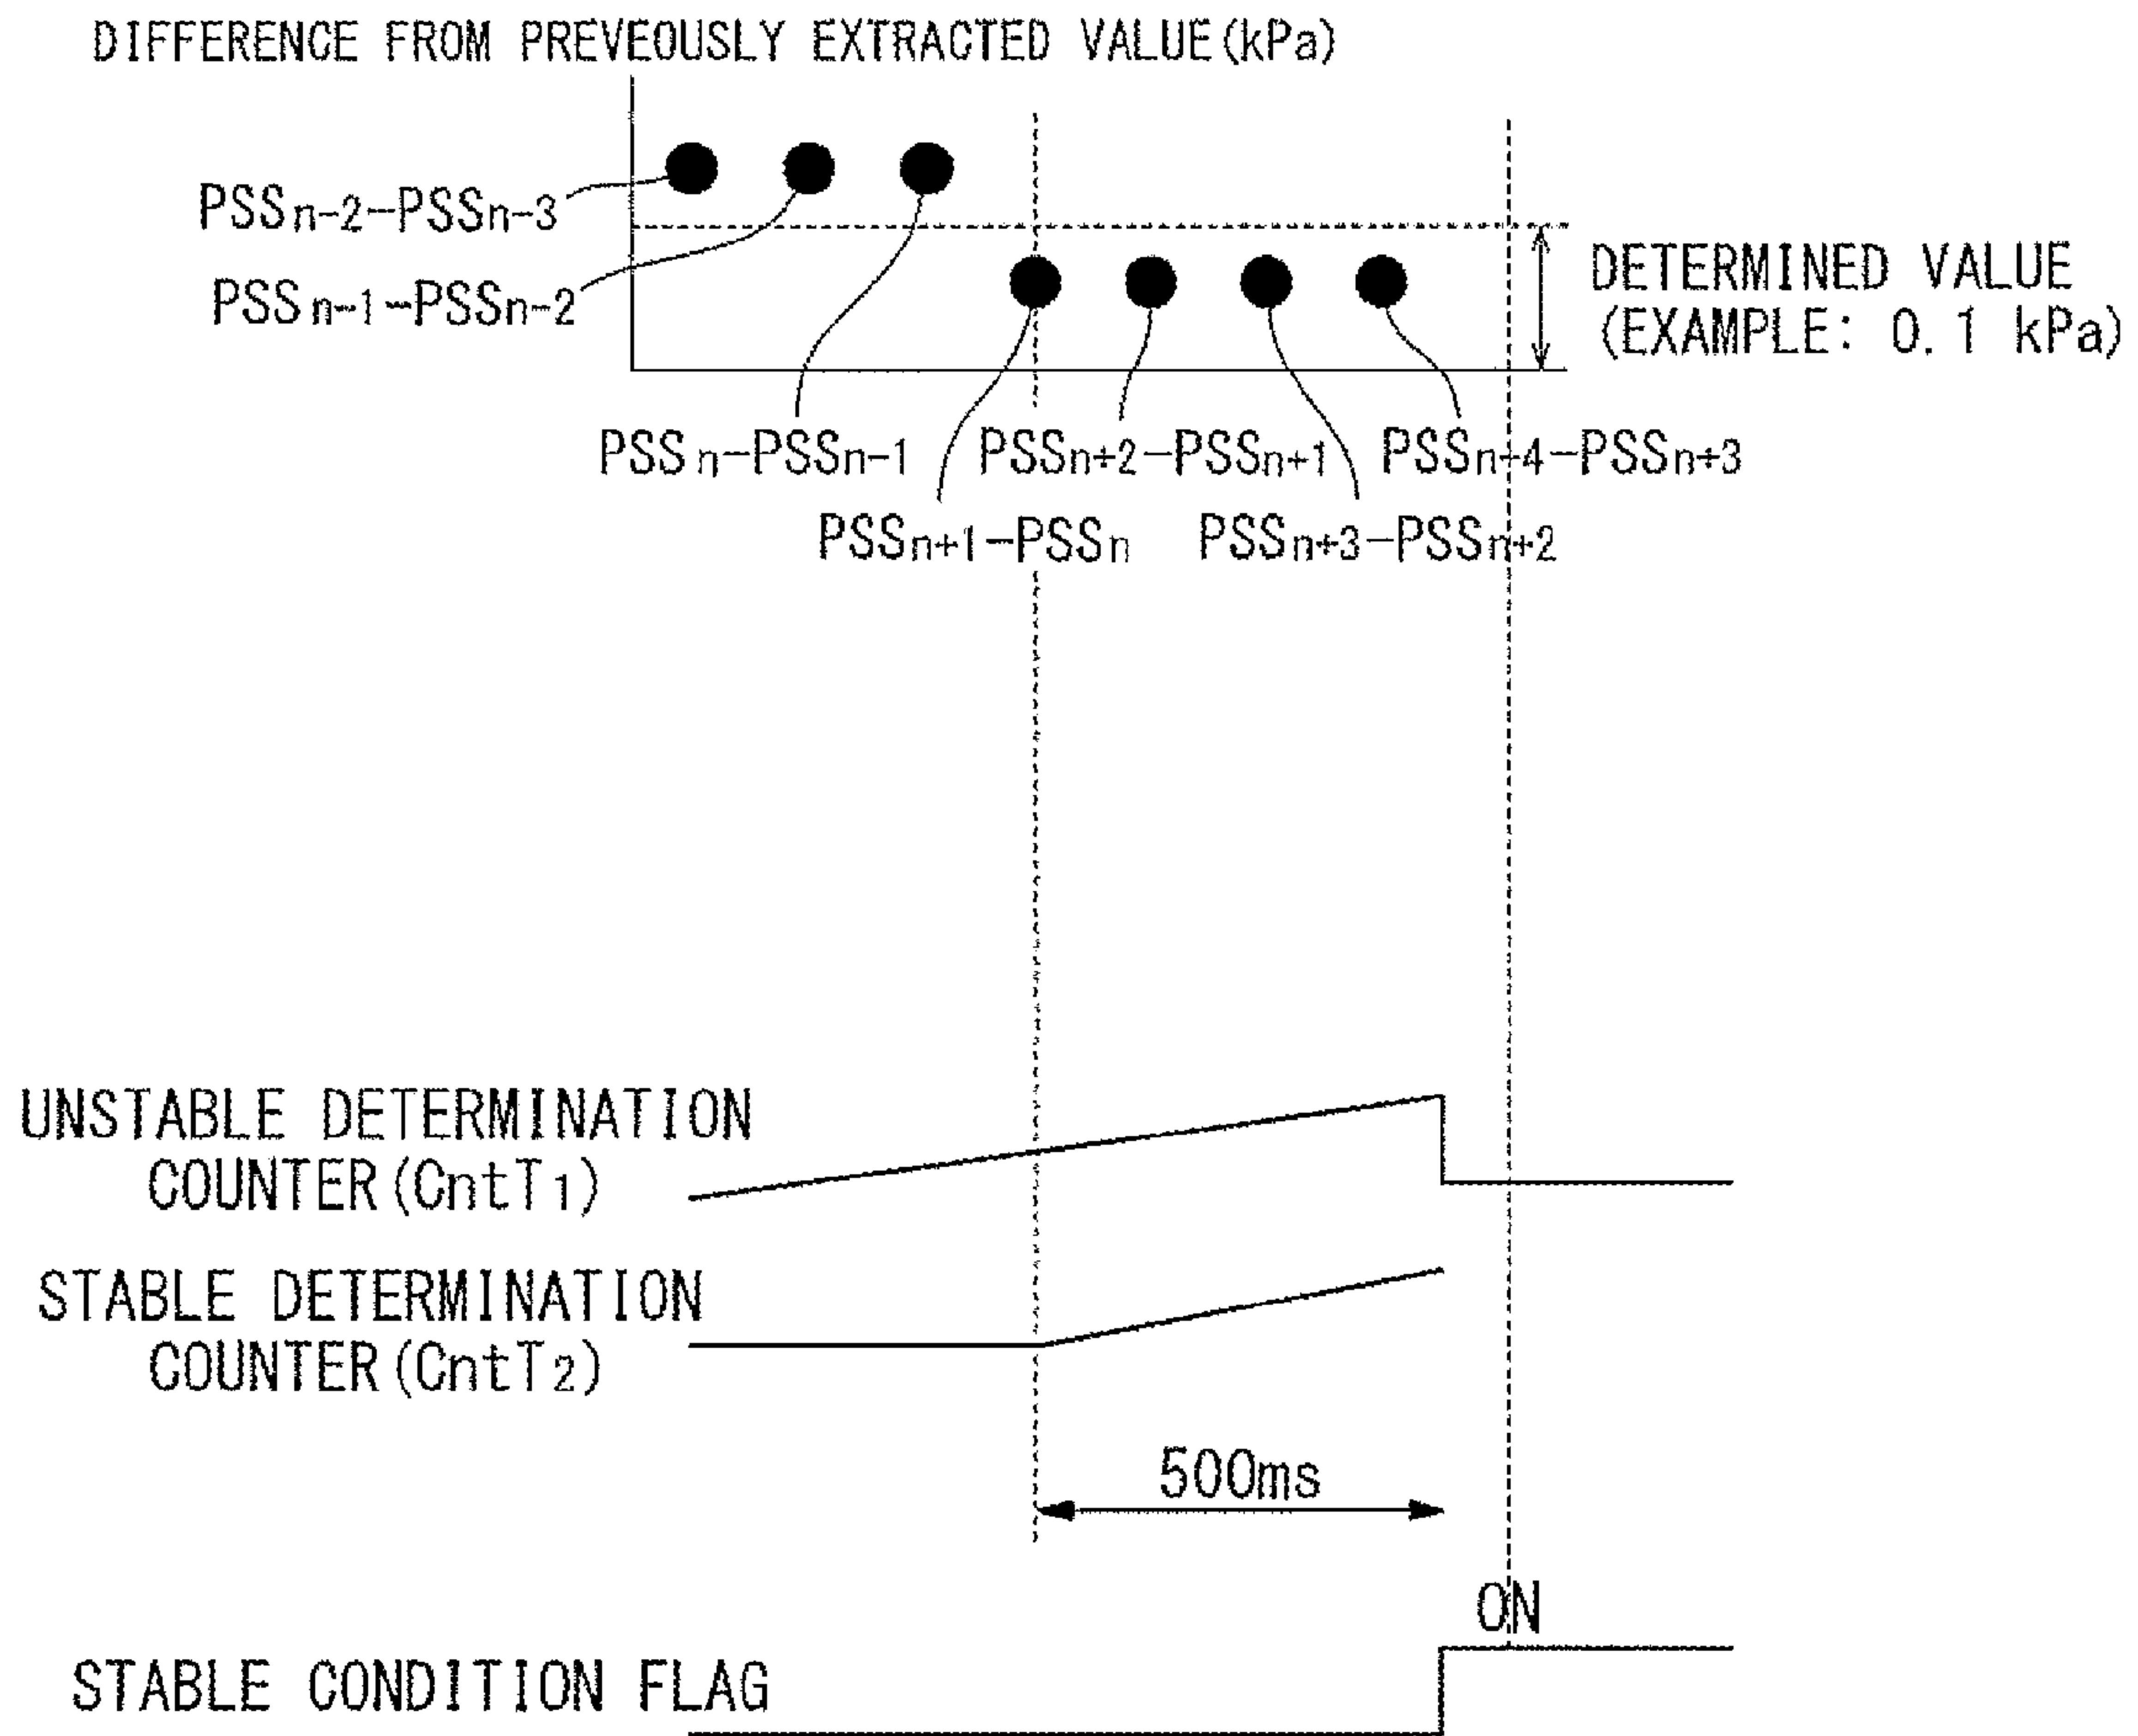 DIFFERENCE FROM PREVEOUSLY EXTRACTED VALUE(kPa)
PSSn-2-PSSn-3
PSSn-1-PSSn-2
DETERMINED VALUE
(EXAMPLE: 0.1 kPa)
PSSn-PSSn-1
PSSn+2-PSSn+1
PSSn+4-PSSn+3
PSSn+1-PSSn
PSSn+3-PSSn+2
UNSTABLE DETERMINATION
COUNTER(CntT1)
STABLE DETERMINATION
COUNTER(CntT2)
500ms
ON
STABLE CONDITION FLAG